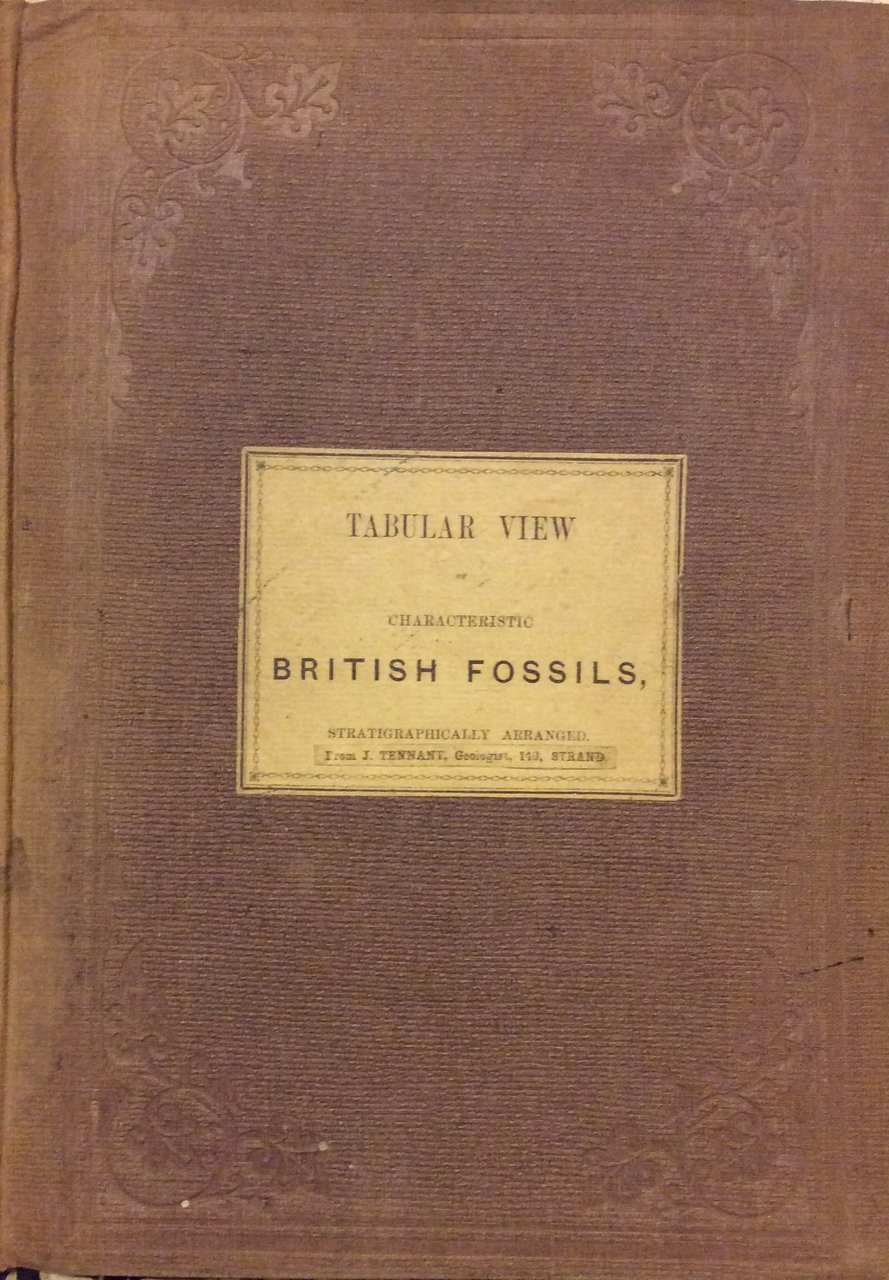 TABULAR VIEW
OF
CHARACTERISTIC
BRITISH FOSSILS,
STRATIGRAPHICALLY ARRANGED.
From J. TENNANT, Geologist, 149, STRAND